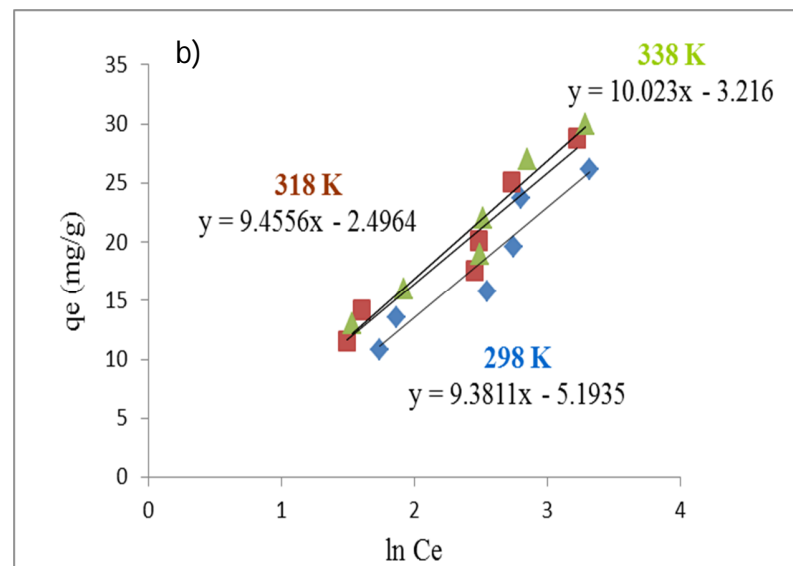 b)
338 K
y = 10.023x - 3.216
318 K
y = 9.4556x - 2.4964
298 K
y = 9.3811x - 5.1935
qe (mg/g)
35
30
25
20
15
10
5
0
0 1 2 3 4
ln Ce